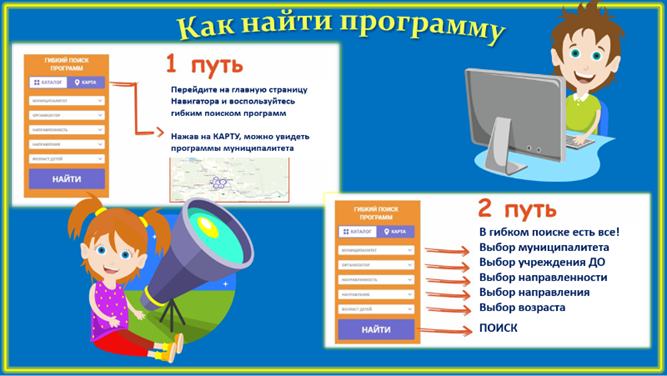 Как найти программу
ГИБКИЙ ПОИСК
ПРОГРАММ
КАТАЛОГ
КАРТА
МУНИЦИПАЛИТЕТ
ОРГАНИЗАТОР
НАПРАВЛЕННОСТЬ
НАПРАВЛЕНИЯ
ВОЗРАСТ ДЕТЕЙ
НАЙТИ
1 путь
Перейдите на главную страницу
Навигатора и воспользуйтесь
гибким поиском программ
Нажав на КАРТУ, можно увидеть
программы муниципалитета
ГИБКИЙ ПОИСК
ПРОГРАММ
КАТАЛОГ
КАРТА
МУНИЦИПАЛИТЕТ
ОРГАНИЗАТОР
НАПРАВЛЕННОСТЬ
НАПРАВЛЕНИЯ
ВОЗРАСТ ДЕТЕЙ
НАЙТИ
2 путь
В гибком поиске есть все!
Выбор муниципалитета
Выбор учреждения ДО
Выбор направленности
Выбор направления
Выбор возраста
ПОИСК